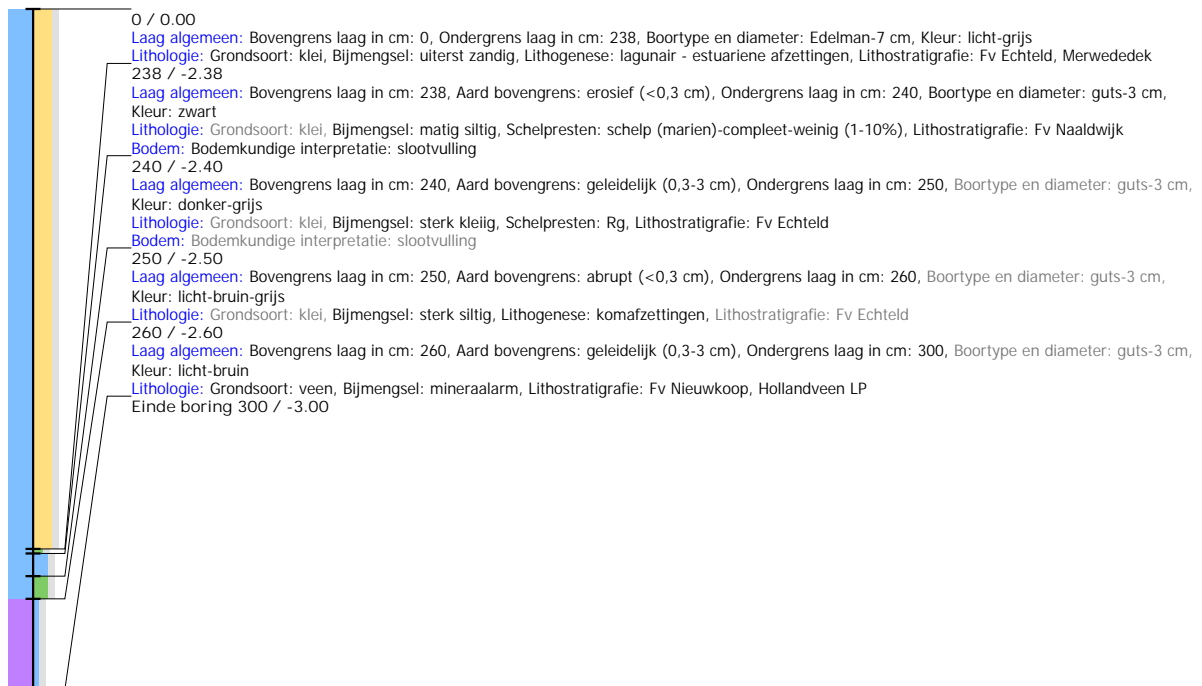 0 / 0.00
Laag algemeen: Bovengrens laag in cm: 0, Ondergrens laag in cm: 238, Boortype en diameter: Edelman-7 cm, Kleur: licht-grijs
Lithologie: Grondsoort: klei, Bijmengsel: uiterst zandig, Lithogenese: lagunair - estuariene afzettingen, Lithostratigrafie: Fv Echteld, Merwededek
238 / -2.38
Laag algemeen: Bovengrens laag in cm: 238, Aard bovengrens: erosief (<0,3 cm), Ondergrens laag in cm: 240, Boortype en diameter: guts-3 cm,
Kleur: zwart
Lithologie: Grondsoort: klei, Bijmengsel: matig siltig, Schelpresten: schelp (marien)-compleet-weinig (1-10%), Lithostratigrafie: Fv Naaldwijk
Bodem: Bodemkundige interpretatie: slootvulling
240 / -2.40
Laag algemeen: Bovengrens laag in cm: 240, Aard bovengrens: geleidelijk (0,3-3 cm), Ondergrens laag in cm: 250, Boortype en diameter: guts-3 cm,
Kleur: donker-grijs
Lithologie: Grondsoort: klei, Bijmengsel: sterk kleiig, Schelpresten: Rg, Lithostratigrafie: Fv Echteld
Bodem: Bodemkundige interpretatie: slootvulling
250 / -2.50
Laag algemeen: Bovengrens laag in cm: 250, Aard bovengrens: abrupt (<0,3 cm), Ondergrens laag in cm: 260, Boortype en diameter: guts-3 cm,
Kleur: licht-bruin-grijs
Lithologie: Grondsoort: klei, Bijmengsel: sterk siltig, Lithogenese: komafzettingen, Lithostratigrafie: Fv Echteld
260 / -2.60
Laag algemeen: Bovengrens laag in cm: 260, Aard bovengrens: geleidelijk (0,3-3 cm), Ondergrens laag in cm: 300, Boortype en diameter: guts-3 cm,
Kleur: licht-bruin
Lithologie: Grondsoort: veen, Bijmengsel: mineraalarm, Lithostratigrafie: Fv Nieuwkoop, Hollandveen LP
Einde boring 300 / -3.00